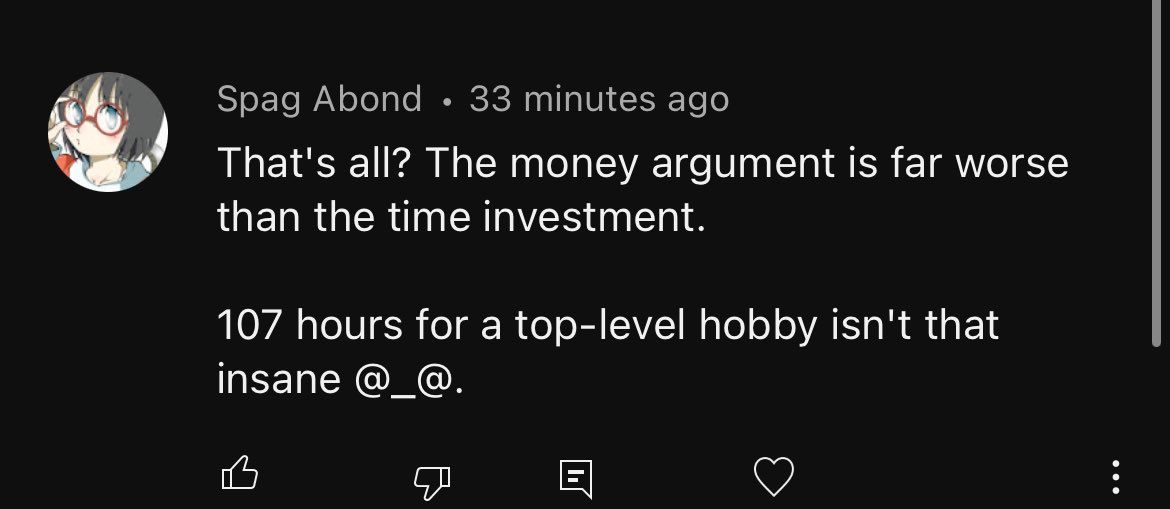 Spag Abond • 33 minutes ago
That's all? The money argument is far worse
than the time investment.
107 hours for a top-level hobby isn't that
insane @_@.